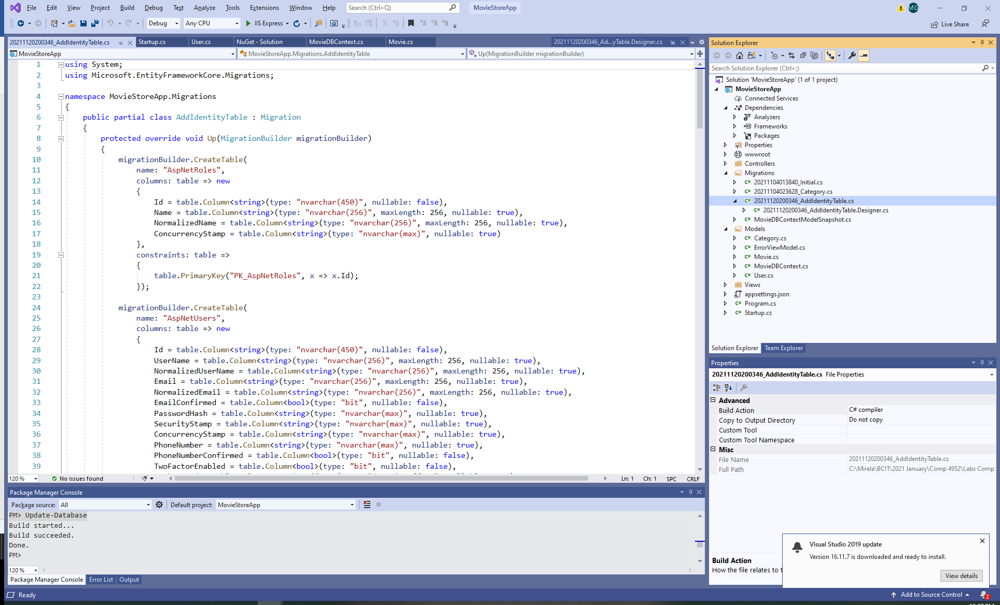 File Edit View Project Build Debug Test Analyze Tools Extensions Window Help Search (Ctrl+Q) MovieStoreApp MG
Debug Any CPU IIS Express Live Share
20211120200346_AddIdentityTable.cs Startup.cs User.cs NuGet - Solution MovieDBContext.cs Movie.cs 20211120200346_Ad...yTable.Designer.cs
MovieStoreApp MovieStoreApp.Migrations.AddIdentityTable Up(MigrationBuilder migrationBuilder)
1 using System;
2 using Microsoft.EntityFrameworkCore.Migrations;
3
4 namespace MovieStoreApp.Migrations
5 {
6 public partial class AddIdentityTable : Migration
7 {
8 protected override void Up(MigrationBuilder migrationBuilder)
9 {
10 migrationBuilder.CreateTable(
11 name: "AspNetRoles",
12 columns: table => new
13 {
14 Id = table.Column<string>(type: "nvarchar(450)", nullable: false),
15 Name = table.Column<string>(type: "nvarchar(256)", maxLength: 256, nullable: true),
16 NormalizedName = table.Column<string>(type: "nvarchar(256)", maxLength: 256, nullable: true),
17 ConcurrencyStamp = table.Column<string>(type: "nvarchar(max)", nullable: true)
18 },
19 constraints: table =>
20 {
21 table.PrimaryKey("PK_AspNetRoles", x => x.Id);
22 });
23
24 migrationBuilder.CreateTable(
25 name: "AspNetUsers",
26 columns: table => new
27 {
28 Id = table.Column<string>(type: "nvarchar(450)", nullable: false),
29 UserName = table.Column<string>(type: "nvarchar(256)", maxLength: 256, nullable: true),
30 NormalizedUserName = table.Column<string>(type: "nvarchar(256)", maxLength: 256, nullable: true),
31 Email = table.Column<string>(type: "nvarchar(256)", maxLength: 256, nullable: true),
32 NormalizedEmail = table.Column<string>(type: "nvarchar(256)", maxLength: 256, nullable: true),
33 EmailConfirmed = table.Column<bool>(type: "bit", nullable: false),
34 PasswordHash = table.Column<string>(type: "nvarchar(max)", nullable: true),
35 SecurityStamp = table.Column<string>(type: "nvarchar(max)", nullable: true),
36 ConcurrencyStamp = table.Column<string>(type: "nvarchar(max)", nullable: true),
37 PhoneNumber = table.Column<string>(type: "nvarchar(max)", nullable: true),
38 PhoneNumberConfirmed = table.Column<bool>(type: "bit", nullable: false),
39 TwoFactorEnabled = table.Column<bool>(type: "bit", nullable: false),
120 % No issues found Ln: 1 Ch: 1 SPC CRLF
Package Manager Console
Package source: All Default project: MovieStoreApp
PM> Update-Database
Build started...
Build succeeded.
Done.
PM>
120 %
Package Manager Console Error List Output
Ready
Solution Explorer
Search Solution Explorer (Ctrl+;)
Solution 'MovieStoreApp' (1 of 1 project)
MovieStoreApp
Connected Services
Dependencies
Analyzers
Frameworks
Packages
Properties
wwwroot
Controllers
Migrations
C# 20211104013840_Initial.cs
C# 20211104023628_Category.cs
C# 20211120200346_AddIdentityTable.cs
C# 20211120200346_AddIdentityTable.Designer.cs
C# MovieDBContextModelSnapshot.cs
Models
C# Category.cs
C# ErrorViewModel.cs
C# Movie.cs
C# MovieDBContext.cs
C# User.cs
Views
appsettings.json
C# Program.cs
C# Startup.cs
Solution Explorer Team Explorer
Properties
20211120200346_AddIdentityTable.cs File Properties
Advanced
Build Action C# compiler
Copy to Output Directory Do not copy
Custom Tool
Custom Tool Namespace
Misc
File Name 20211120200346_AddIdentityTable.cs
Full Path C:\Mirela\BCIT\2021 January\Comp 4952\Labs Comp
Build Action
How the file relates to t
Visual Studio 2019 update
Version 16.11.7 is downloaded and ready to install.
View details
Add to Source Control 2